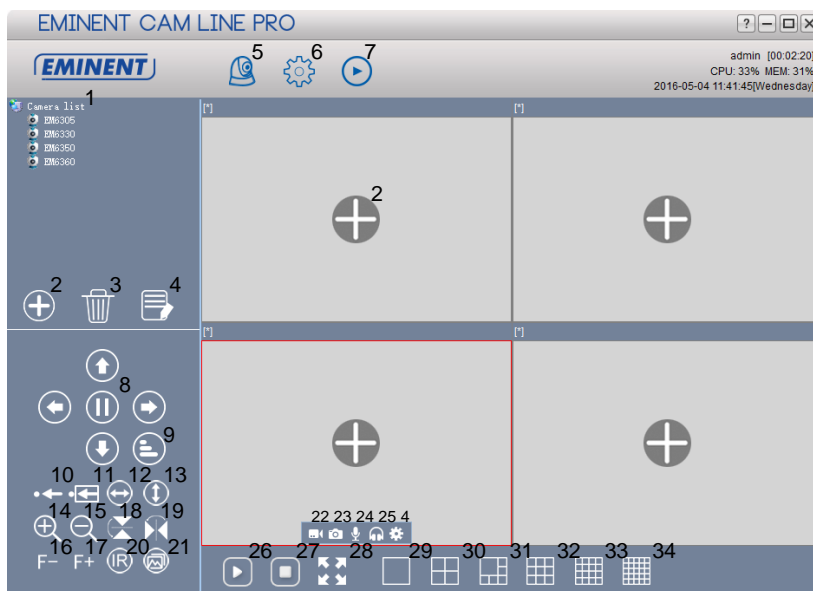 EMINENT CAM LINE PRO
?
EMINENT
5 6 7
admin [00:02:20]
CPU: 33% MEM: 31%
2016-05-04 11:41:45[Wednesday]
1
Camera list
EM6305
EM6330
EM6350
EM6360
[*] [*]
2
2 3 4
[*] [*]
8
9
10 11 12 13
14 15 18 19
22 23 24 25 4
16 17 20 21
F- F+ IR
26 27 28 29 30 31 32 33 34